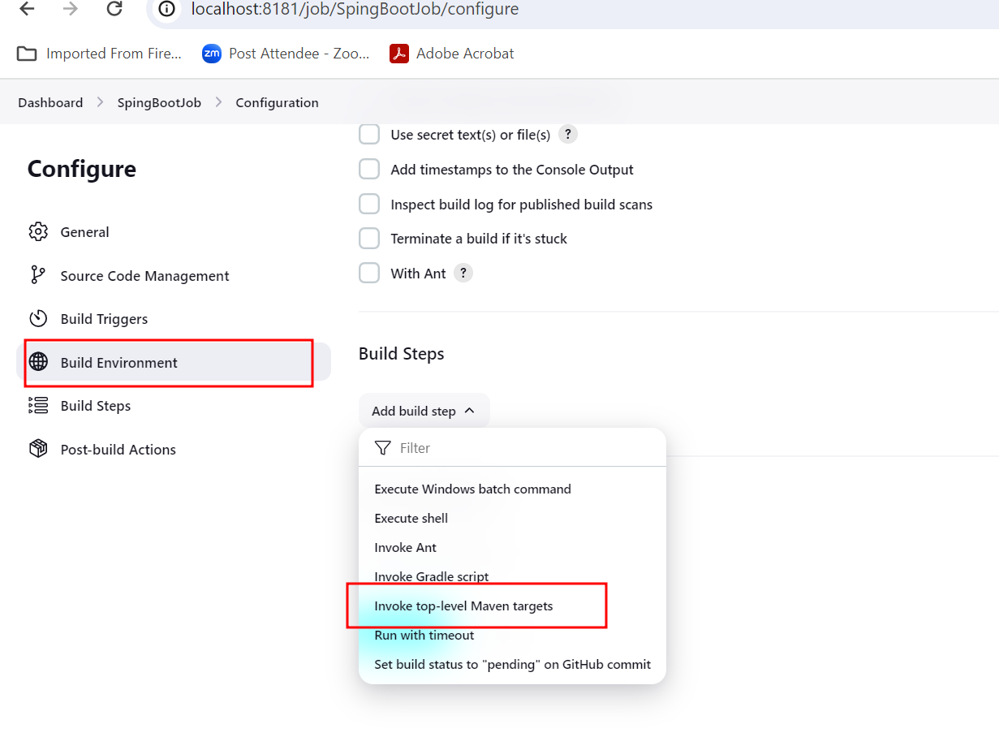 localhost:8181/job/SpingBootJob/configure
Imported From Fire... zm Post Attendee - Zoo... Adobe Acrobat
Dashboard > SpingBootJob > Configuration
Configure
General
Source Code Management
Build Triggers
Build Environment
Build Steps
Post-build Actions
Use secret text(s) or file(s) ?
Add timestamps to the Console Output
Inspect build log for published build scans
Terminate a build if it's stuck
With Ant ?
Build Steps
Add build step
Filter
Execute Windows batch command
Execute shell
Invoke Ant
Invoke Gradle script
Invoke top-level Maven targets
Run with timeout
Set build status to "pending" on GitHub commit